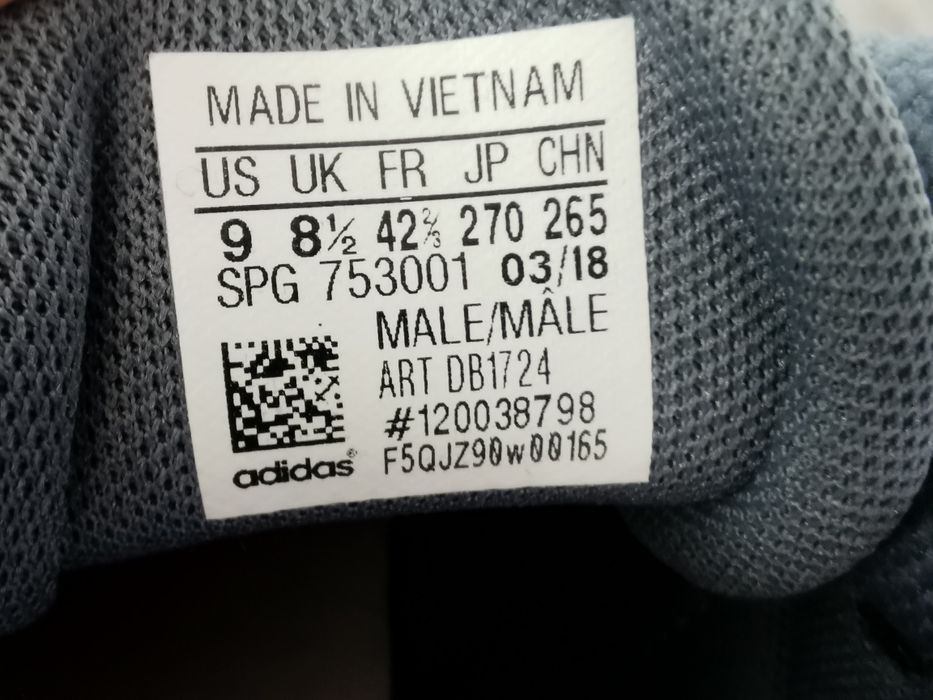 MADE IN VIETNAM
US UK FR JP CHN
9 8½ 42⅔ 270 265
SPG 753001 03/18
MALE/MÂLE
ART DB1724
#120038798
F5QJZ90W00165
adidas®